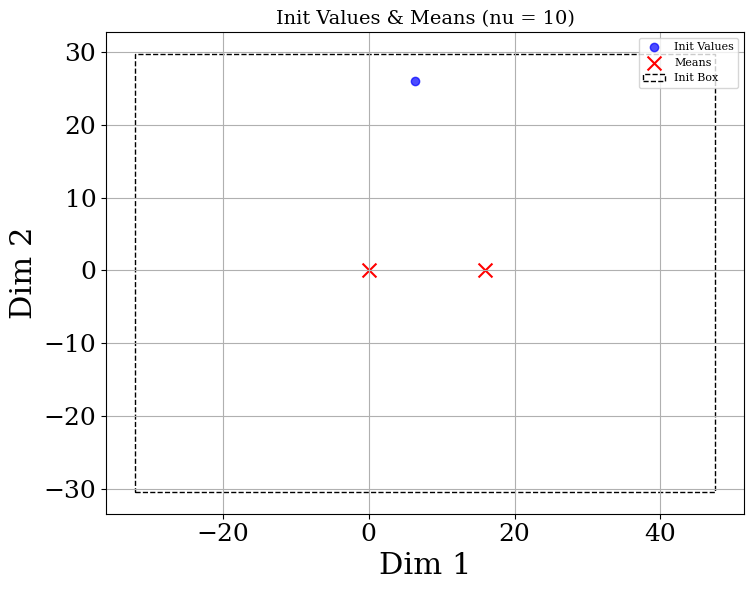 Init Values & Means (nu = 10)
Init Values
Means
Init Box
30
20
10
0
−10
−20
−30
Dim 2
−20
0
20
40
Dim 1